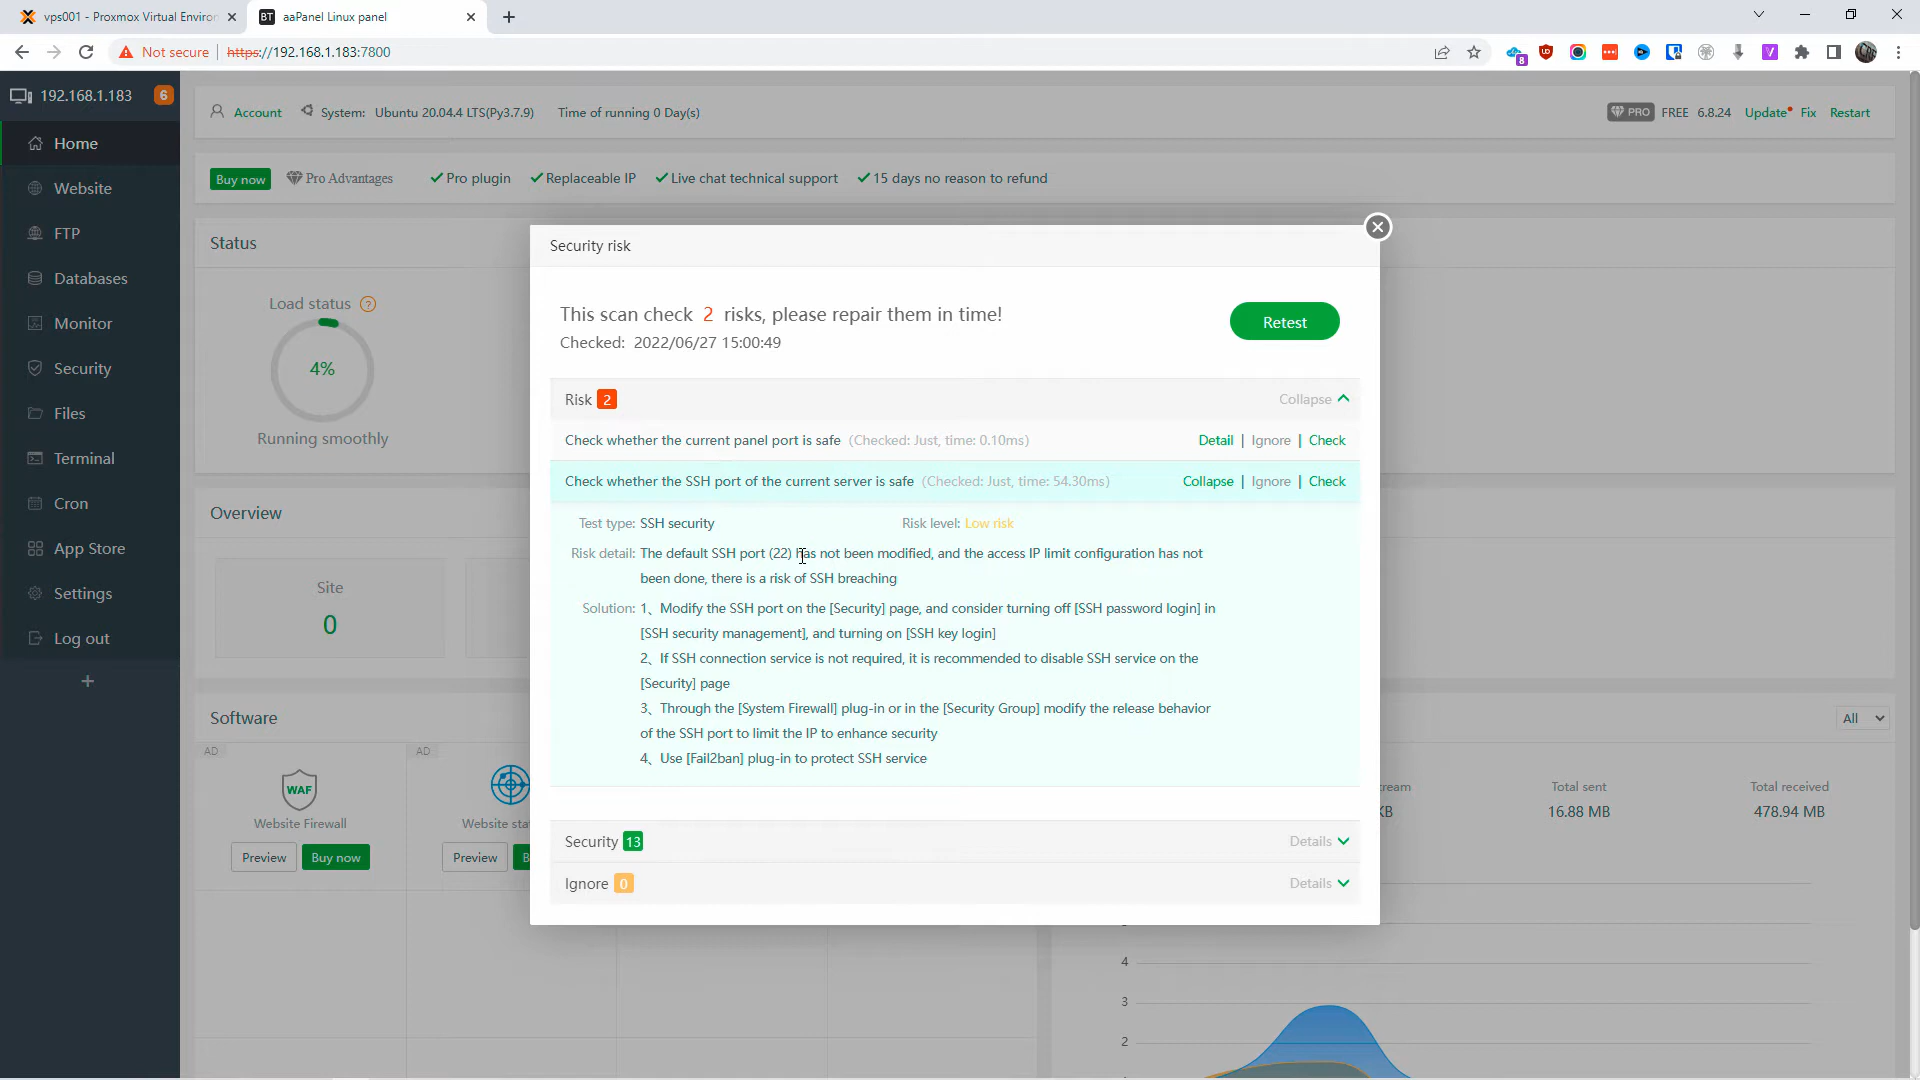 vps001 - Proxmox Virtual Enviror
BT aaPanel Linux panel
Not secure https://192.168.1.183:7800
8
192.168.1.183 6
Home
Website
FTP
Databases
Monitor
Security
Files
Terminal
Cron
App Store
Settings
Log out
Account System: Ubuntu 20.04.4 LTS(Py3.7.9) Time of running 0 Day(s)
PRO FREE 6.8.24 Update Fix Restart
Buy now Pro Advantages Pro plugin Replaceable IP Live chat technical support 15 days no reason to refund
Status
Load status ?
4%
Running smoothly
Overview
Site
0
Software
AD AD
WAF
Website Firewall Website stat
Preview Buy now Preview B
Security risk
This scan check 2 risks, please repair them in time!
Checked: 2022/06/27 15:00:49
Retest
Risk 2 Collapse
Check whether the current panel port is safe (Checked: Just, time: 0.10ms) Detail | Ignore | Check
Check whether the SSH port of the current server is safe (Checked: Just, time: 54.30ms) Collapse | Ignore | Check
Test type: SSH security Risk level: Low risk
Risk detail: The default SSH port (22) has not been modified, and the access IP limit configuration has not
been done, there is a risk of SSH breaching
Solution: 1、Modify the SSH port on the [Security] page, and consider turning off [SSH password login] in
[SSH security management], and turning on [SSH key login]
2、If SSH connection service is not required, it is recommended to disable SSH service on the
[Security] page
3、Through the [System Firewall] plug-in or in the [Security Group] modify the release behavior
of the SSH port to limit the IP to enhance security
4、Use [Fail2ban] plug-in to protect SSH service
Security 13 Details
Ignore 0 Details
All
ream Total sent Total received
KB 16.88 MB 478.94 MB
4
3
2